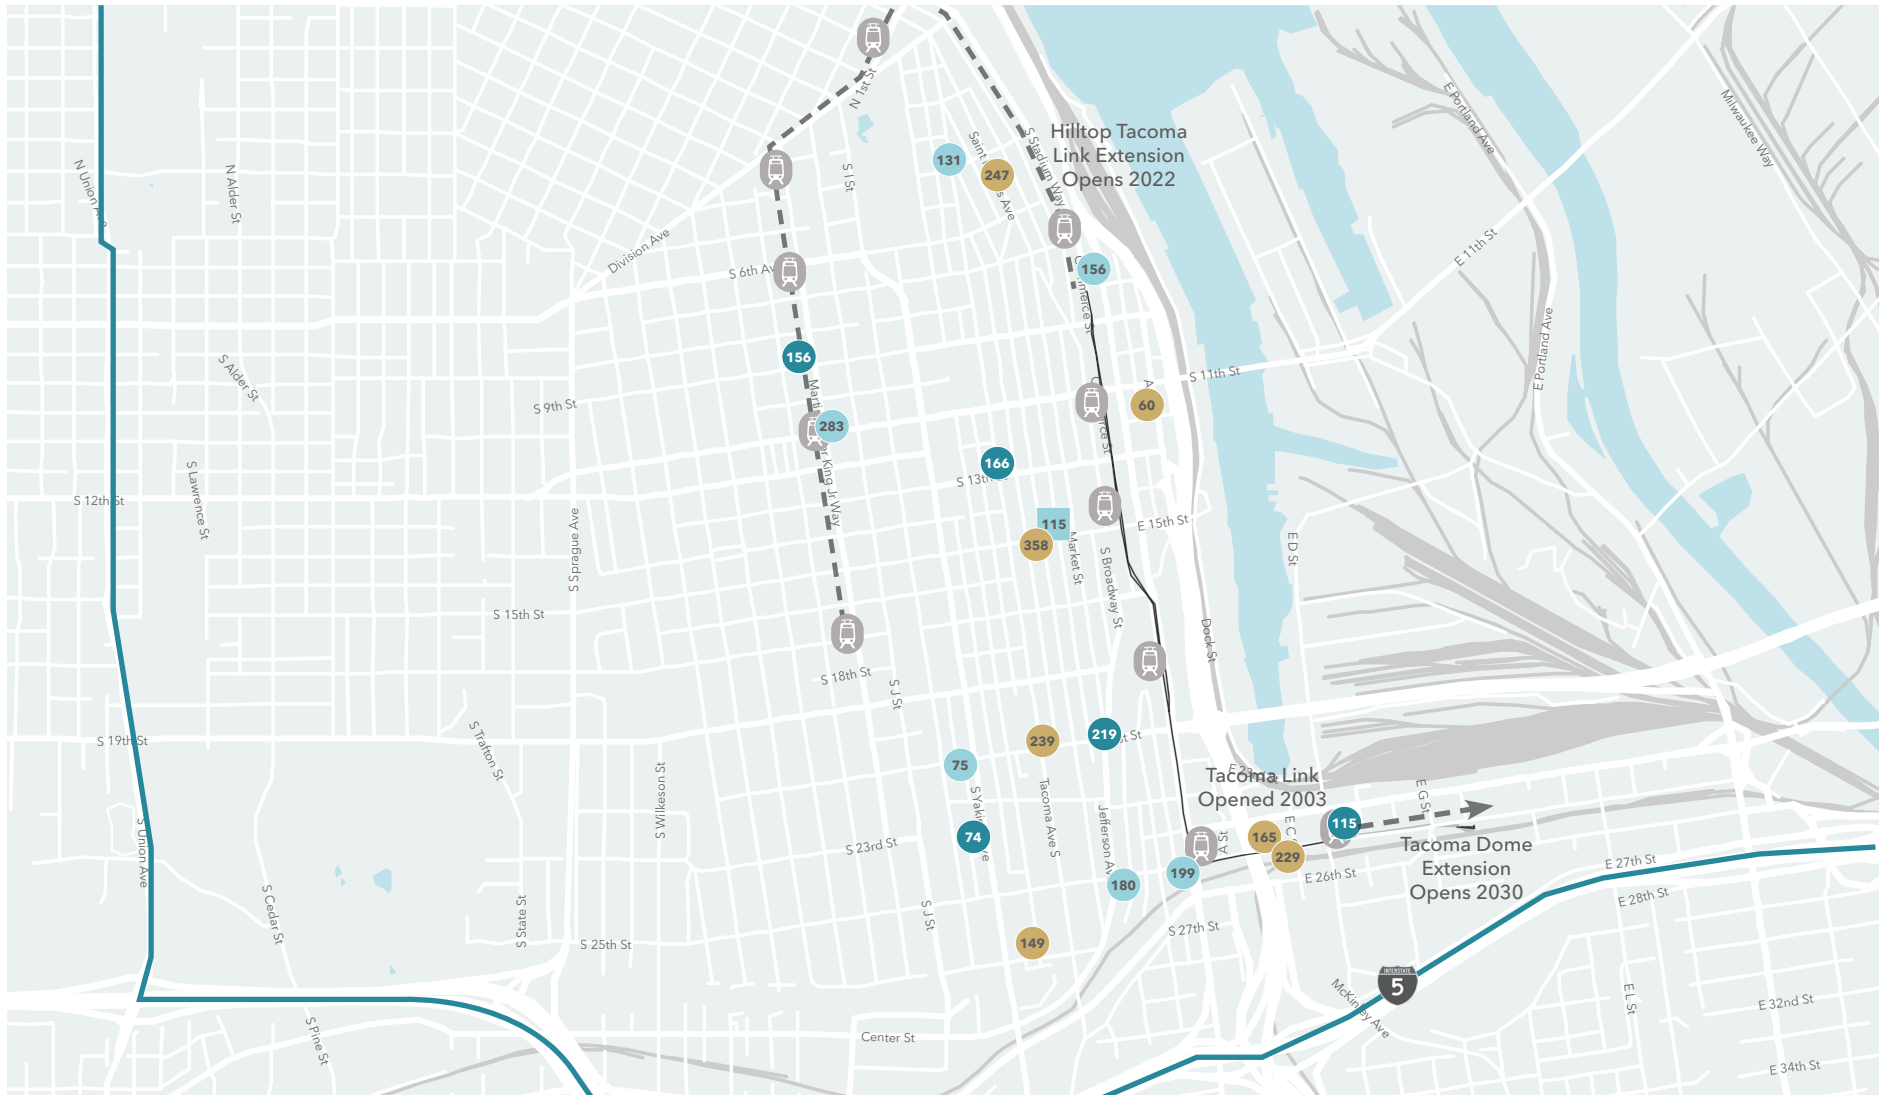 N 1st St
Hilltop Tacoma
Link Extension
Opens 2022
E Portland Ave
Milwaukee Way
N Union Ave
N Alder St
S I St
131
247
S Stadium Way
Division Ave
S 6th Av
156
E 11th St
E Portland Ave
S Alder St
156
S 11th St
S 9th St
A
60
283
166
S 13th
S 12th St
S Lawrence St
S Sprague Ave
115
358
Market St
E 15th St
S Broadway St
E D St
S 15th St
Dock St
S 18th St
S J St
S 19th St
S Trafton St
239
219
75
S Wilkeson St
Tacoma Link
Opened 2003
E G St
S Union Ave
S 23rd St
74
Tacoma Ave S
Jefferson Av
A St
165
E C
115
229
Tacoma Dome
Extension
Opens 2030
E 26th St
E 27th St
E 28th St
180
199
S Cedar St
S State St
S J St
S 25th St
149
S 27th St
INTERSTATE
5
McKinley Ave
E L St
E 32nd St
S Pine St
Center St
E 34th St